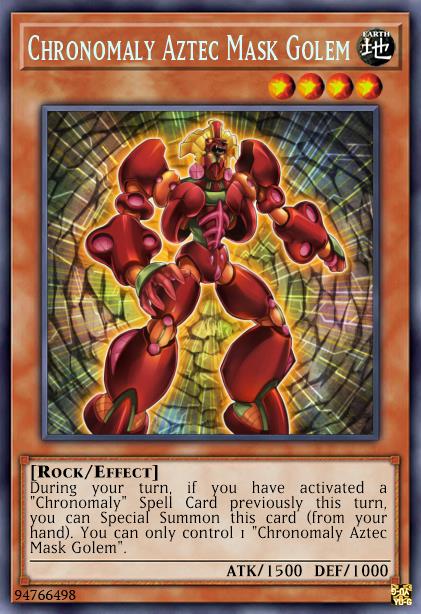 CHRONOMALY AZTEC MASK GOLEM
EARTH
地
[ROCK/EFFECT]
During your turn, if you have activated a
"Chronomaly" Spell Card previously this turn,
you can Special Summon this card (from your
hand). You can only control 1 "Chronomaly Aztec
Mask Golem".
ATK/1500 DEF/1000
94766498